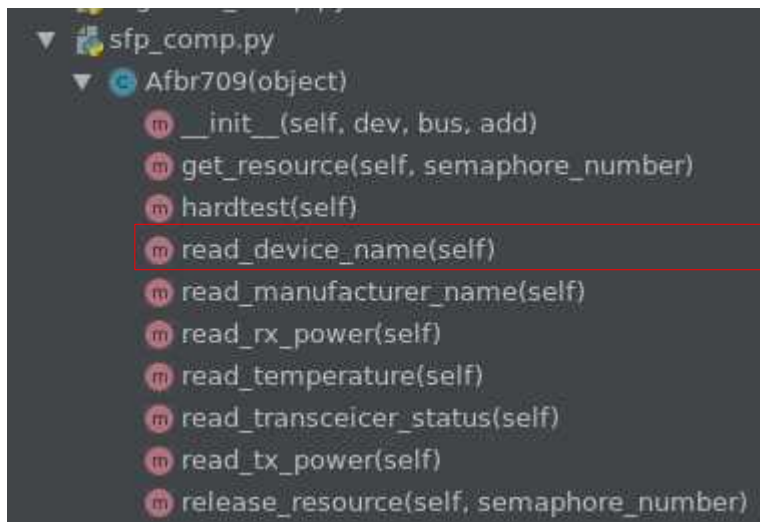 sfp_comp.py
Afbr709(object)
__init__(self, dev, bus, add)
get_resource(self, semaphore_number)
hardtest(self)
read_device_name(self)
read_manufacturer_name(self)
read_rx_power(self)
read_temperature(self)
read_transceicer_status(self)
read_tx_power(self)
release_resource(self, semaphore_number)